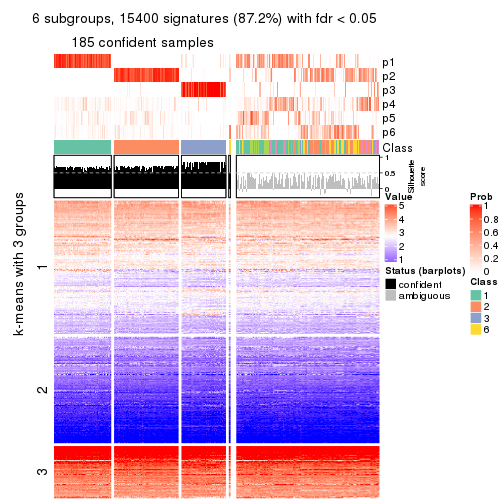 6 subgroups, 15400 signatures (87.2%) with fdr < 0.05
185 confident samples
p1
p2
p3
p4
p5
p6
Class
1
0.5
0
Silhouette
score
k-means with 3 groups
1
2
3
Value
5
4
3
2
1
Status (barplots)
confident
ambiguous
Prob
1
0.8
0.6
0.4
0.2
0
Class
1
2
3
6